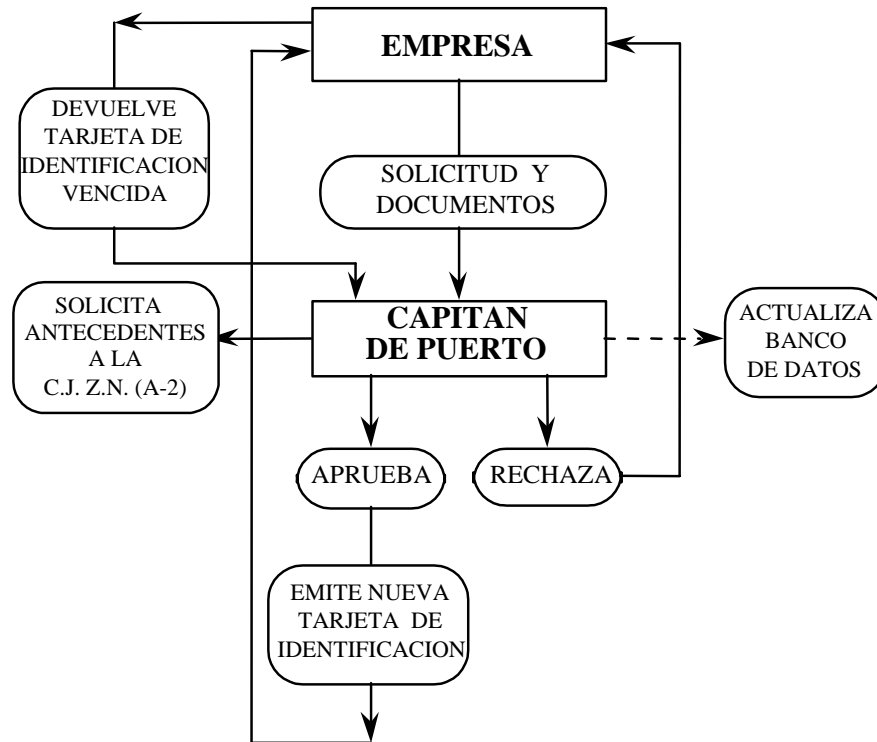 EMPRESA
DEVUELVE
TARJETA DE
IDENTIFICACION
VENCIDA
SOLICITUD Y
DOCUMENTOS
SOLICITA
ANTECEDENTES
A LA
C.J. Z.N. (A-2)
CAPITAN
DE PUERTO
ACTUALIZA
BANCO
DE DATOS
APRUEBA
RECHAZA
EMITE NUEVA
TARJETA DE
IDENTIFICACION